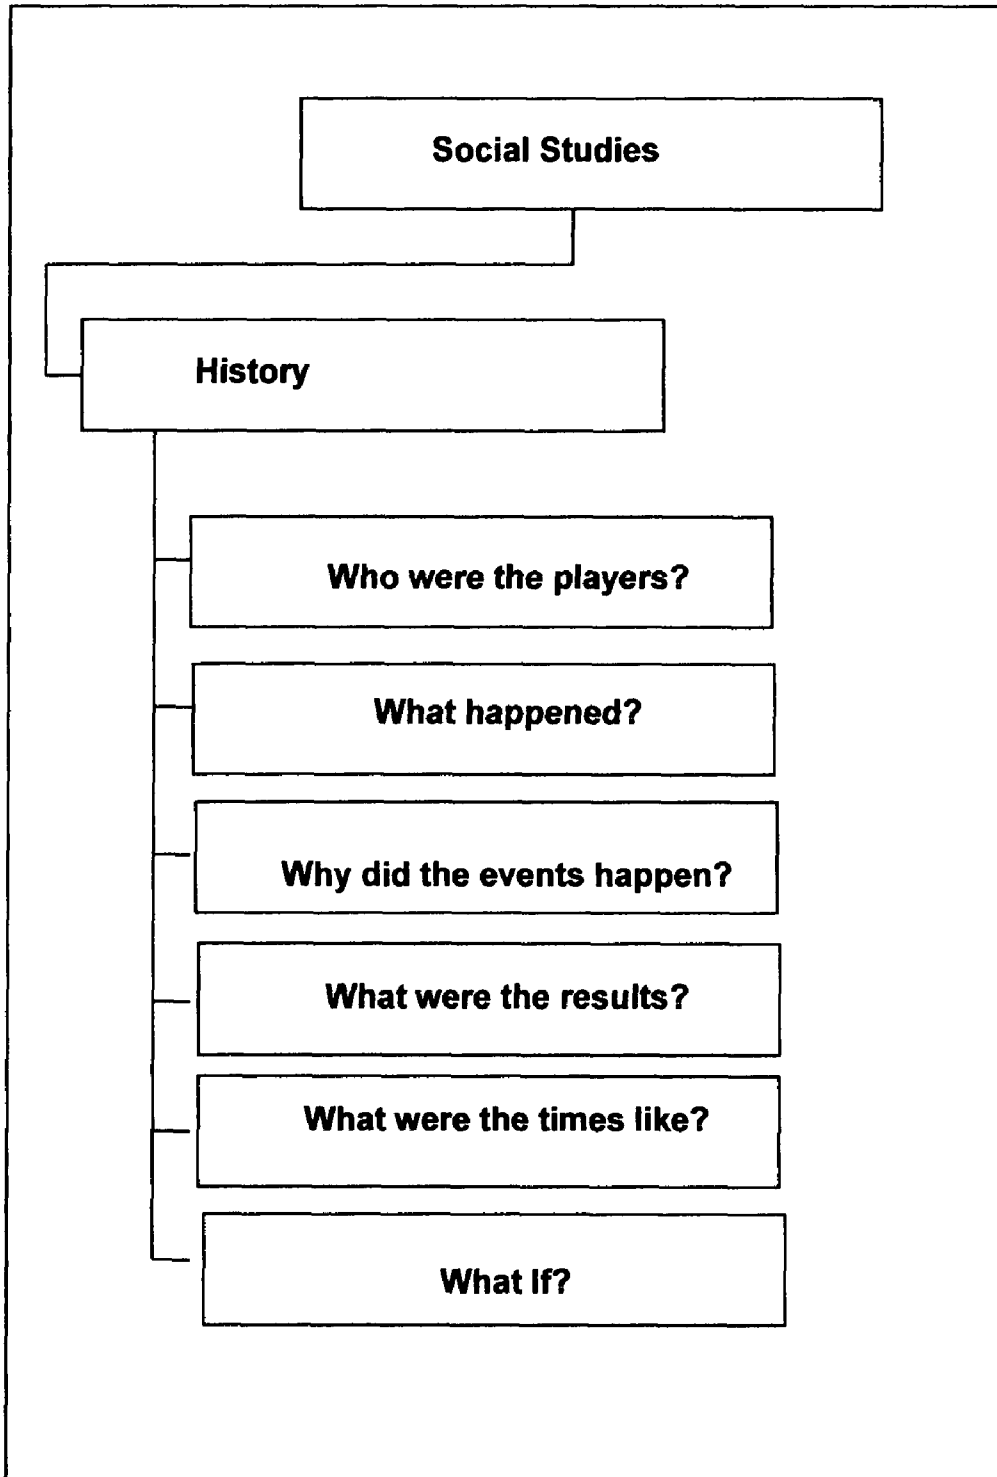 Social Studies
History
Who were the players?
What happened?
Why did the events happen?
What were the results?
What were the times like?
What If?